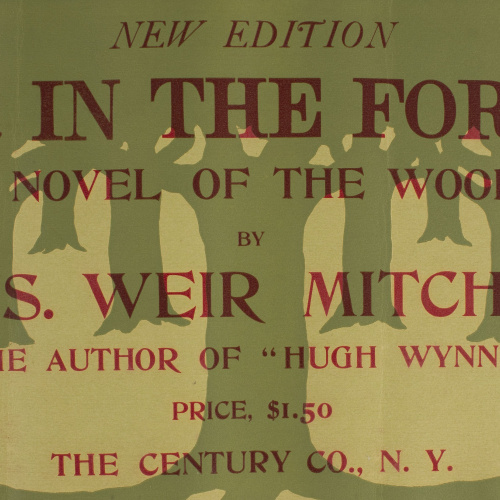 NEW EDITION
IN THE FOR
NOVEL OF THE WOO
BY
S. WEIR MITCH
HE AUTHOR OF "HUGH WYNN
PRICE, $1.50
THE CENTURY CO., N. Y.